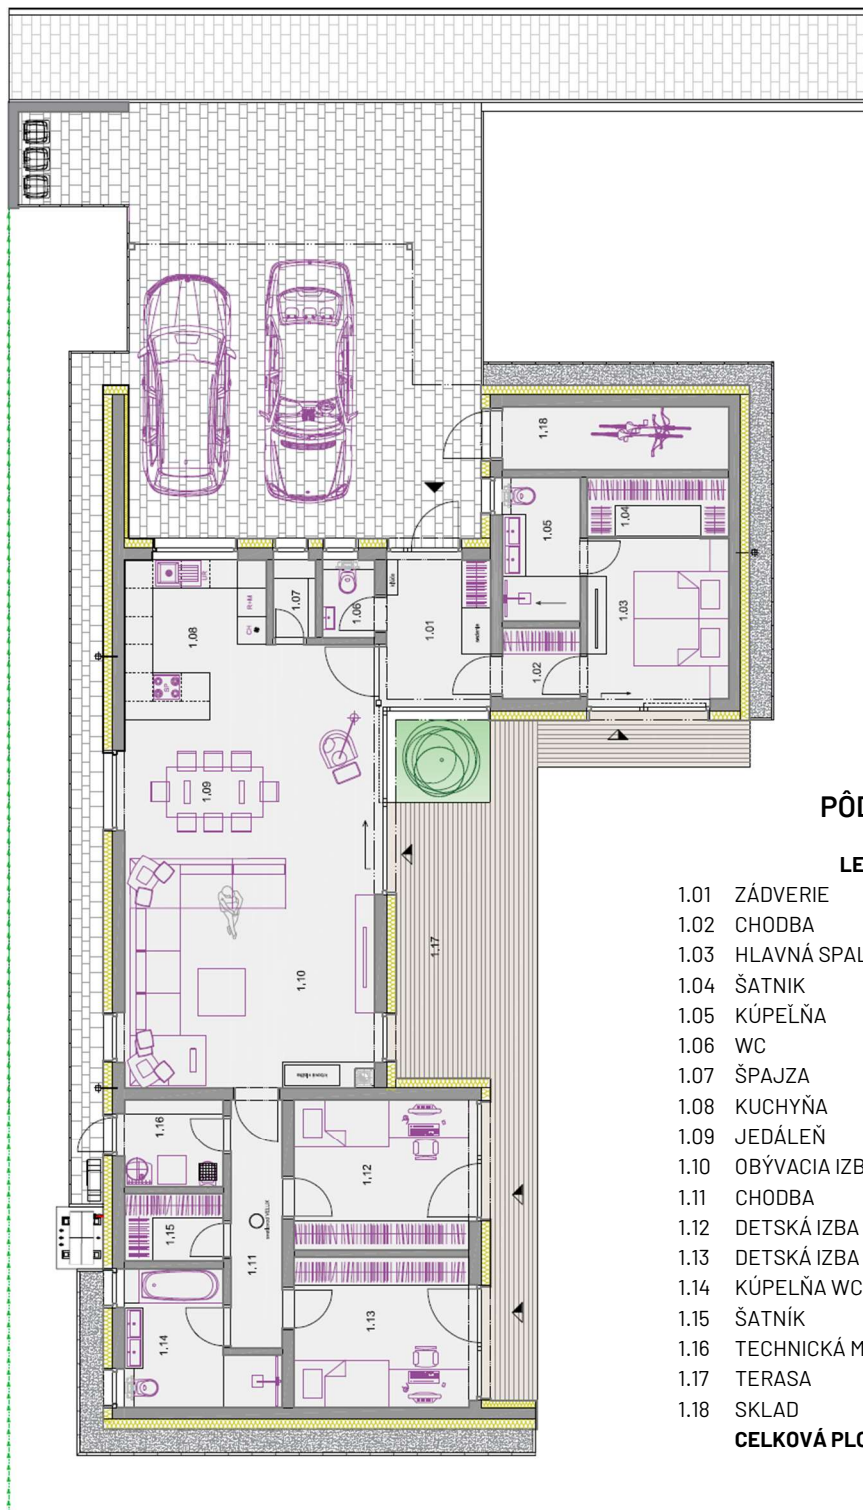 1.18
1.05
1.04
1.07
1.06
1.03
UR
R+M
CH
1.08
1.01
1.02
BP
1.09
1.17
1.10
1.16
1.12
1.15
1.11
1.13
1.14
PÔD
LE
1.01 ZÁDVERIE
1.02 CHODBA
1.03 HLAVNÁ SPAL
1.04 ŠATNIK
1.05 KÚPEĽŇA
1.06 WC
1.07 ŠPAJZA
1.08 KUCHYŇA
1.09 JEDÁLEŇ
1.10 OBÝVACIA IZB
1.11 CHODBA
1.12 DETSKÁ IZBA
1.13 DETSKÁ IZBA
1.14 KÚPELŇA WC
1.15 ŠATNÍK
1.16 TECHNICKÁ M
1.17 TERASA
1.18 SKLAD
CELKOVÁ PLO